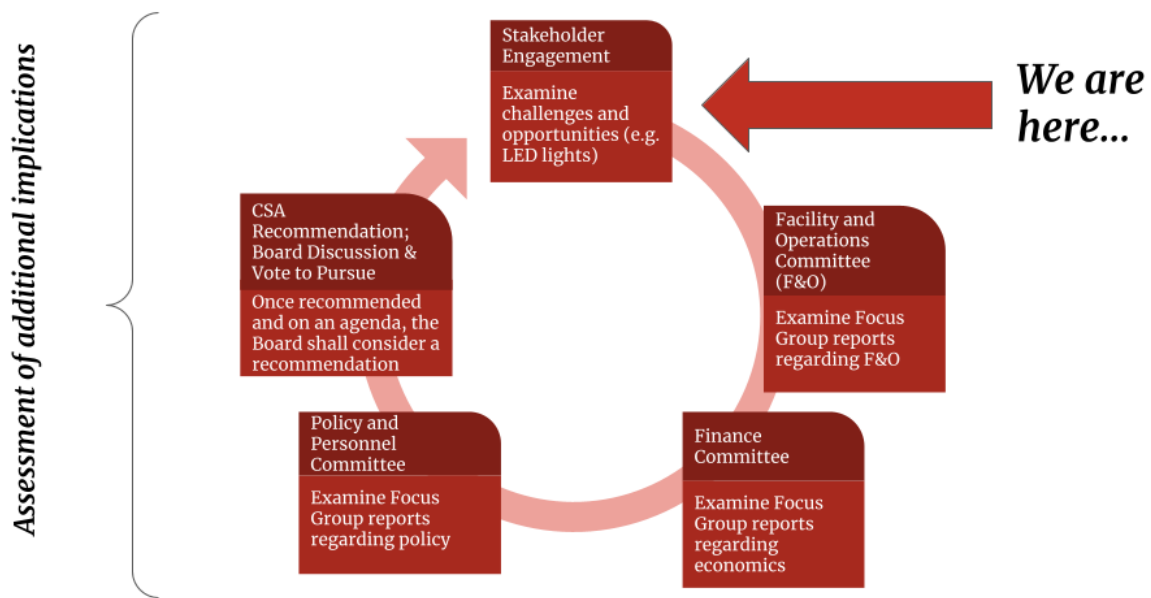 Assessment of additional implications
Stakeholder
Engagement
Examine
challenges and
opportunities (e.g.
LED lights)
We are
here...
Facility and
Operations
Committee
(F&O)
Examine Focus
Group reports
regarding F&O
Finance
Committee
Examine Focus
Group reports
regarding
economics
Policy and
Personnel
Committee
Examine Focus
Group reports
regarding policy
CSA
Recommendation;
Board Discussion &
Vote to Pursue
Once recommended
and on an agenda, the
Board shall consider a
recommendation